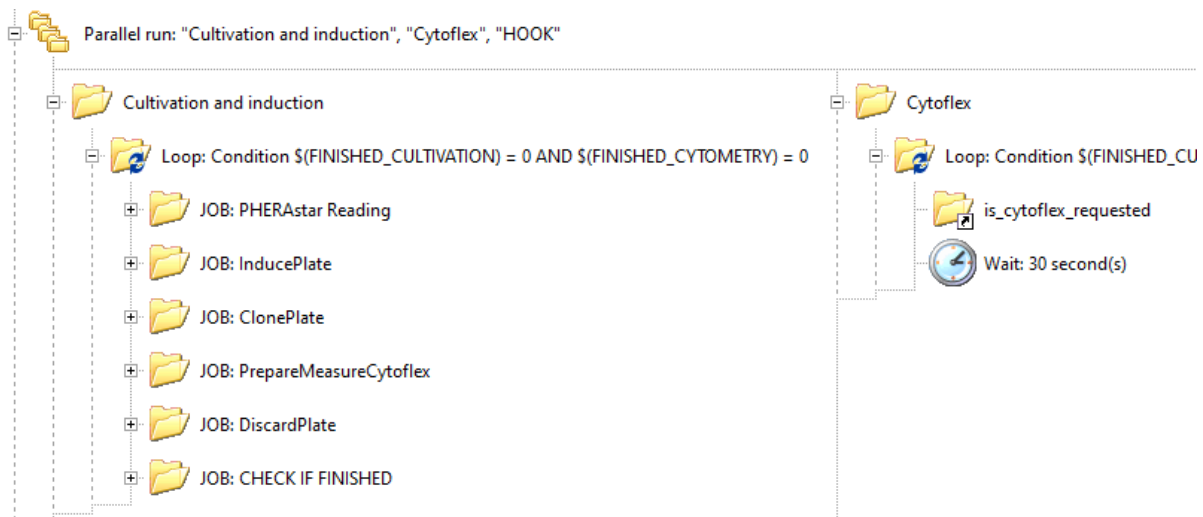 Parallel run: "Cultivation and induction", "Cytoflex", "HOOK"
Cultivation and induction
Loop: Condition $(FINISHED_CULTIVATION) = 0 AND $(FINISHED_CYTOMETRY) = 0
JOB: PHERAstar Reading
JOB: InducePlate
JOB: ClonePlate
JOB: PrepareMeasureCytoflex
JOB: DiscardPlate
JOB: CHECK IF FINISHED
Cytoflex
Loop: Condition $(FINISHED_CU
is_cytoflex_requested
Wait: 30 second(s)